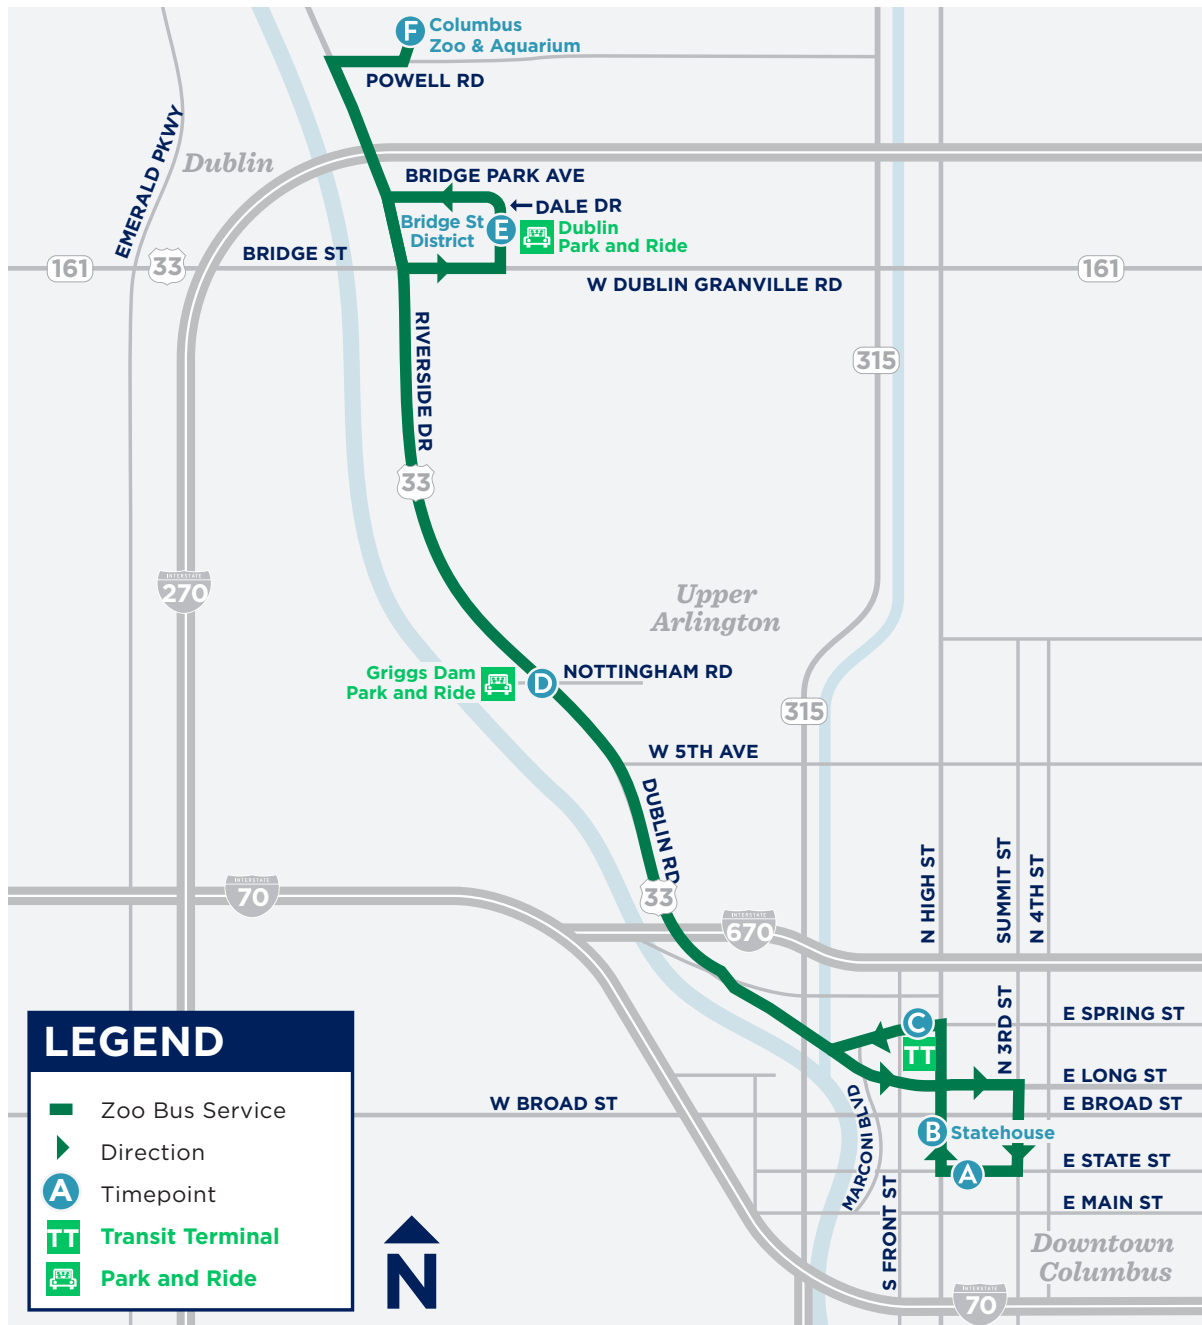 F
Columbus
Zoo & Aquarium
POWELL RD
EMERALD PKWY
Dublin
BRIDGE PARK AVE
←DALE DR
Bridge St
District
E
Dublin
Park and Ride
BRIDGE ST
161
33
W DUBLIN GRANVILLE RD
161
RIVERSIDE DR
315
33
INTERSTATE
270
Upper
Arlington
Griggs Dam
Park and Ride
D
NOTTINGHAM RD
315
W 5TH AVE
DUBLIN RD
33
INTERSTATE
70
INTERSTATE
670
N HIGH ST
SUMMIT ST
N 4TH ST
N 3RD ST
C
TT
E SPRING ST
E LONG ST
W BROAD ST
E BROAD ST
MARCONI BLVD
B
Statehouse
A
E STATE ST
S FRONT ST
E MAIN ST
Downtown
Columbus
INTERSTATE
70
LEGEND
Zoo Bus Service
Direction
A
Timepoint
TT
Transit Terminal
Park and Ride
N